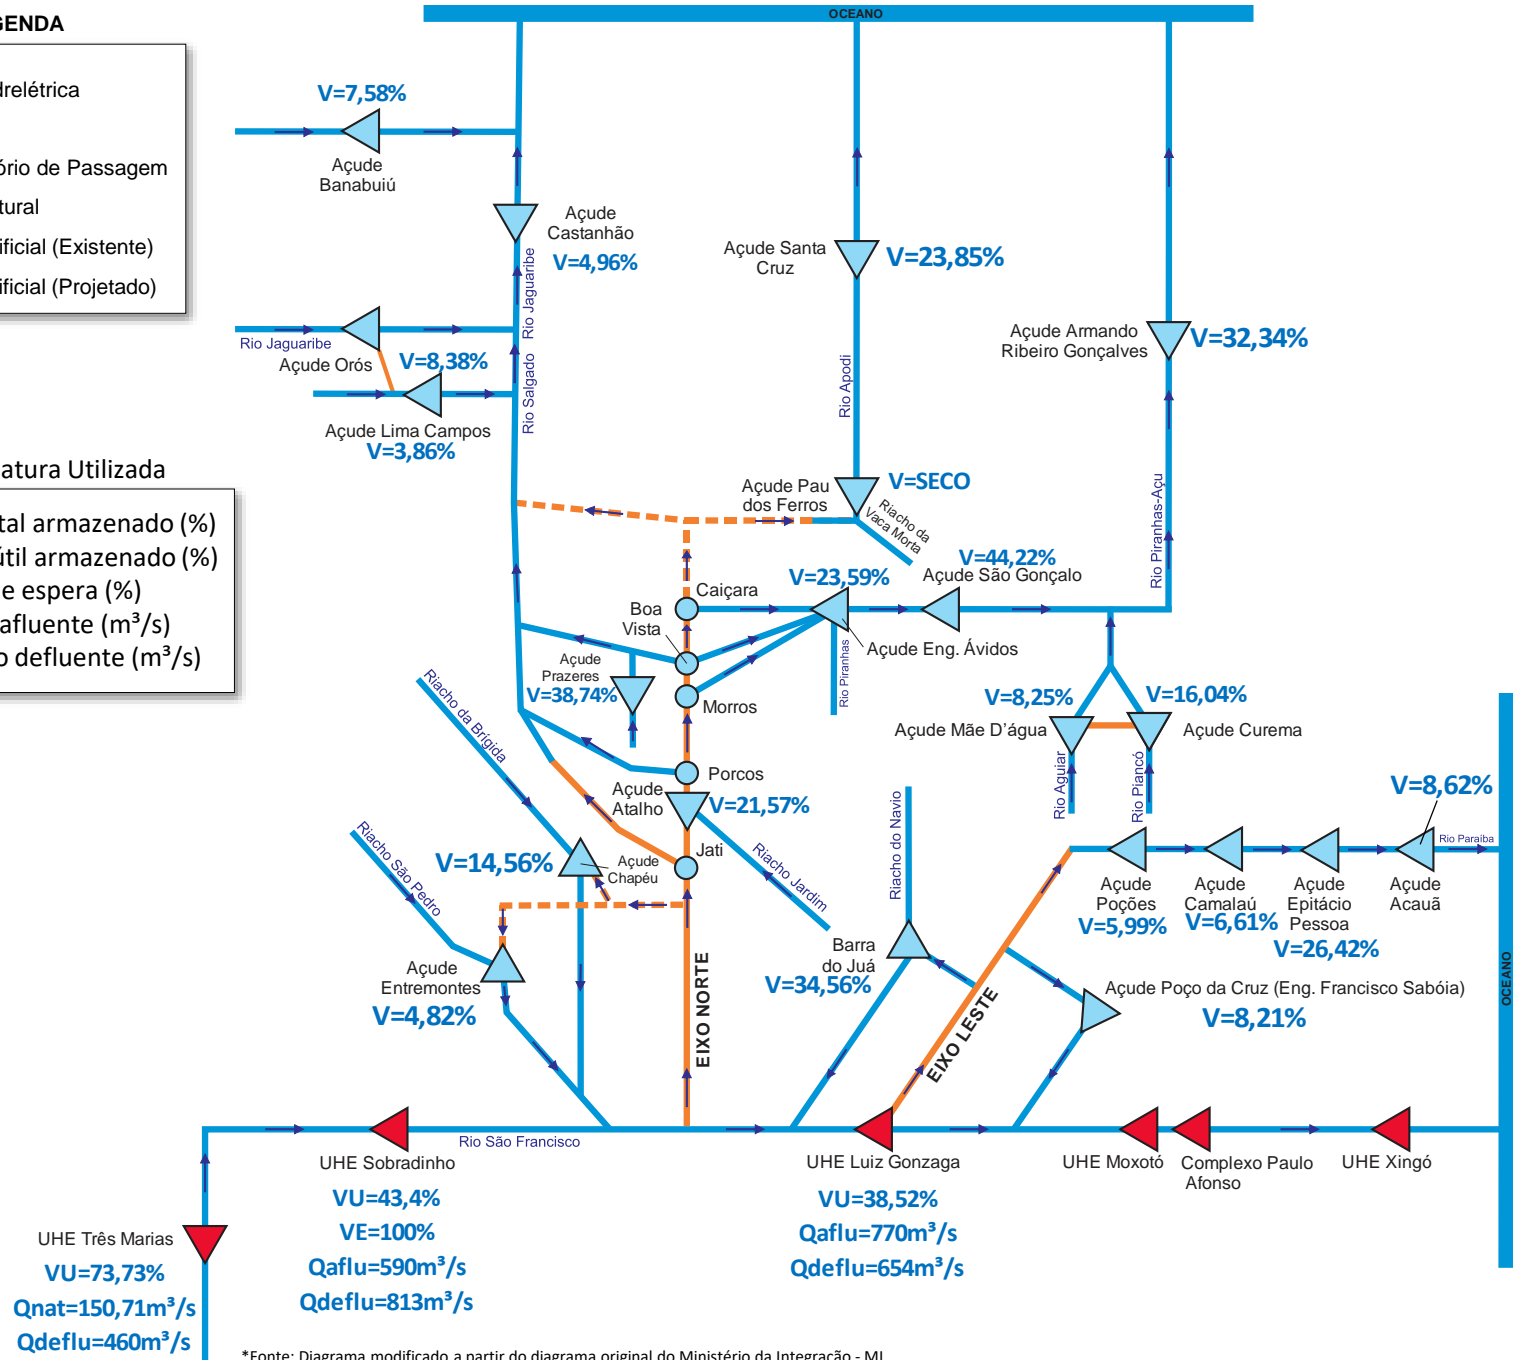 OCEANO
GENDA
drelétrica
ório de Passagem
tural
ificial (Existente)
ificial (Projetado)
V=7,58%
Açude
Banabuiú
Açude
Castanhão
V=4,96%
Rio Jaguaribe
Açude Santa
Cruz
V=23,85%
Açude Armando
Ribeiro Gonçalves
V=32,34%
Rio Jaguaribe
Açude Orós
V=8,38%
Rio Salgado
Rio Apodi
Açude Lima Campos
V=3,86%
atura Utilizada
tal armazenado (%)
útil armazenado (%)
e espera (%)
afluente (m³/s)
o defluente (m³/s)
Açude Pau
dos Ferros
V=SECO
Riacho da
Vaca Morta
Rio Piranhas-Açu
V=44,22%
Açude São Gonçalo
V=23,59%
Caiçara
Boa
Vista
Açude Eng. Ávidos
Rio Piranhas
Açude
Prazeres
V=38,74%
Morros
Riacho da Brígida
V=8,25%
V=16,04%
Açude Mãe D’água
Açude Curema
Rio Aguiar
Rio Piancó
Porcos
Açude
Atalho
V=21,57%
Riacho do Navio
V=8,62%
Rio Paraíba
Riacho São Pedro
V=14,56%
Açude
Chapéu
Jati
Riacho Jardim
Açude
Poções
V=5,99%
Açude
Camalaú
V=6,61%
Açude
Epitácio
Pessoa
V=26,42%
Açude
Acauã
Açude
Entremontes
V=4,82%
EIXO NORTE
Barra
do Juá
V=34,56%
EIXO LESTE
Açude Poço da Cruz (Eng. Francisco Sabóia)
V=8,21%
OCEANO
Rio São Francisco
UHE Sobradinho
VU=43,4%
VE=100%
Qaflu=590m³/s
Qdeflu=813m³/s
UHE Luiz Gonzaga
VU=38,52%
Qaflu=770m³/s
Qdeflu=654m³/s
UHE Moxotó
Complexo Paulo
Afonso
UHE Xingó
UHE Três Marias
VU=73,73%
Qnat=150,71m³/s
Qdeflu=460m³/s
*Fonte: Diagrama modificado a partir do diagrama original do Ministério da Integração - MI